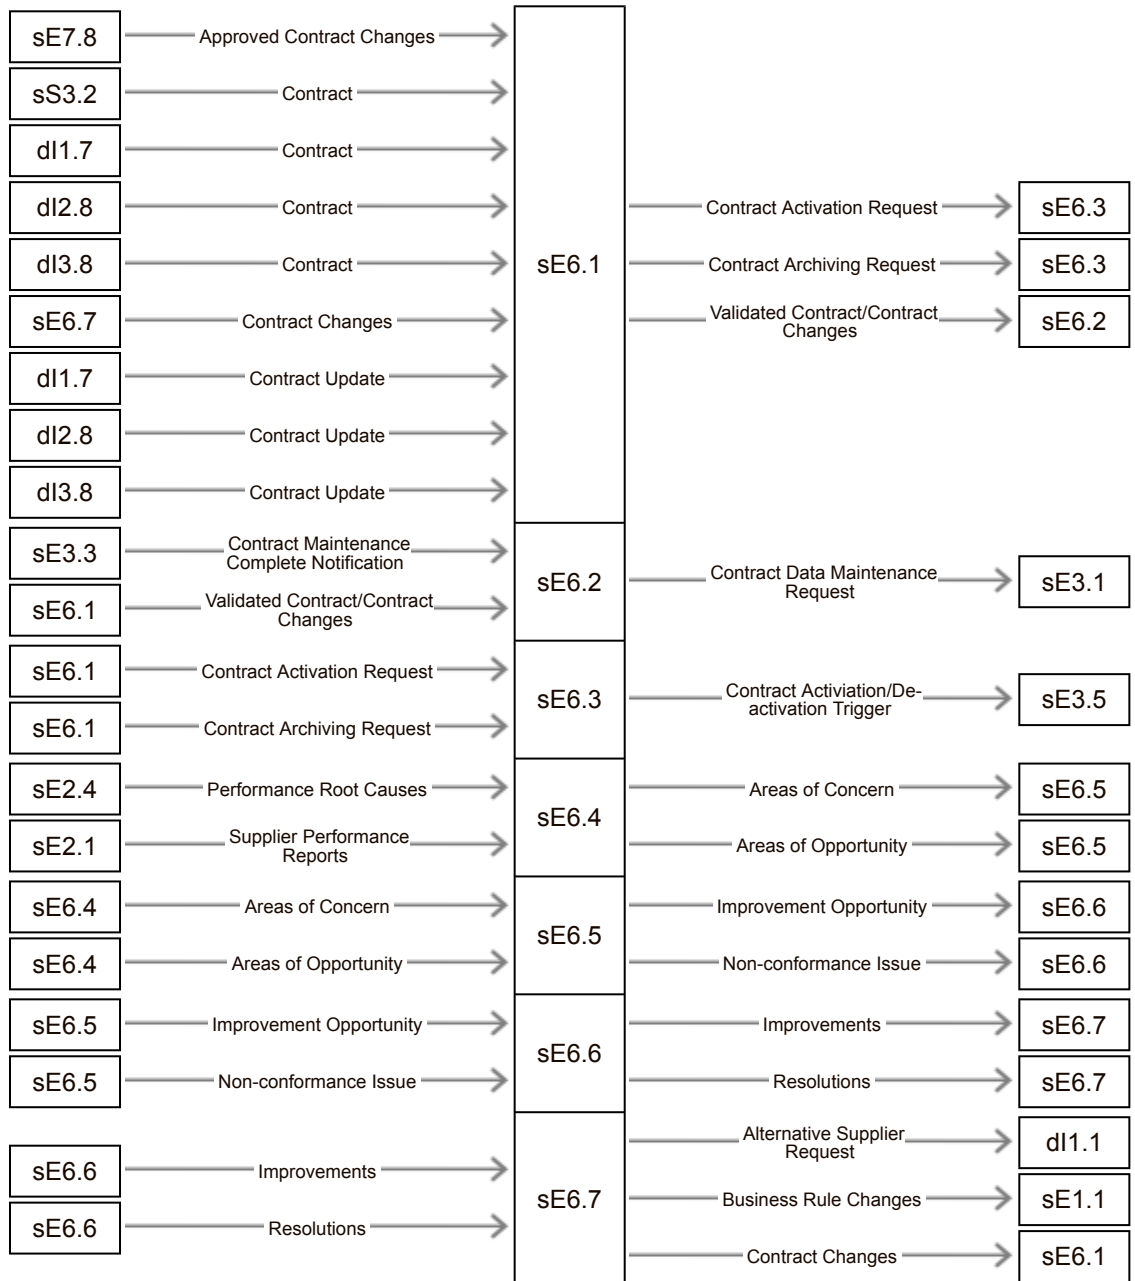 sE7.8 Approved Contract Changes
sS3.2 Contract
dI1.7 Contract
dI2.8 Contract
dI3.8 Contract
sE6.7 Contract Changes
dI1.7 Contract Update
dI2.8 Contract Update
dI3.8 Contract Update
sE6.1
Contract Activation Request sE6.3
Contract Archiving Request sE6.3
Validated Contract/Contract
Changes
sE6.2
sE3.3
Contract Maintenance
Complete Notification
sE6.1
Validated Contract/Contract
Changes
sE6.2
Contract Data Maintenance
Request
sE3.1
sE6.1 Contract Activation Request
sE6.1 Contract Archiving Request
sE6.3
Contract Activiation/De-
activation Trigger
sE3.5
sE2.4 Performance Root Causes
sE2.1
Supplier Performance
Reports
sE6.4
Areas of Concern sE6.5
Areas of Opportunity sE6.5
sE6.4 Areas of Concern
sE6.4 Areas of Opportunity
sE6.5
Improvement Opportunity sE6.6
Non-conformance Issue sE6.6
sE6.5 Improvement Opportunity
sE6.5 Non-conformance Issue
sE6.6
Improvements sE6.7
Resolutions sE6.7
sE6.6 Improvements
sE6.6 Resolutions
sE6.7
Alternative Supplier
Request
dI1.1
Business Rule Changes sE1.1
Contract Changes sE6.1